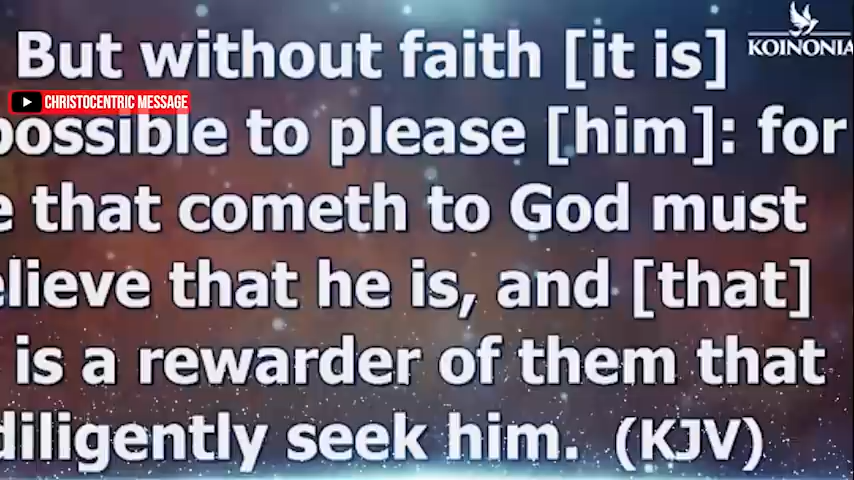 But without faith [it is]
KOINONIA
CHRISTOCENTRIC MESSAGE
possible to please [him]: for
e that cometh to God must
elieve that he is, and [that]
is a rewarder of them that
diligently seek him. (KJV)